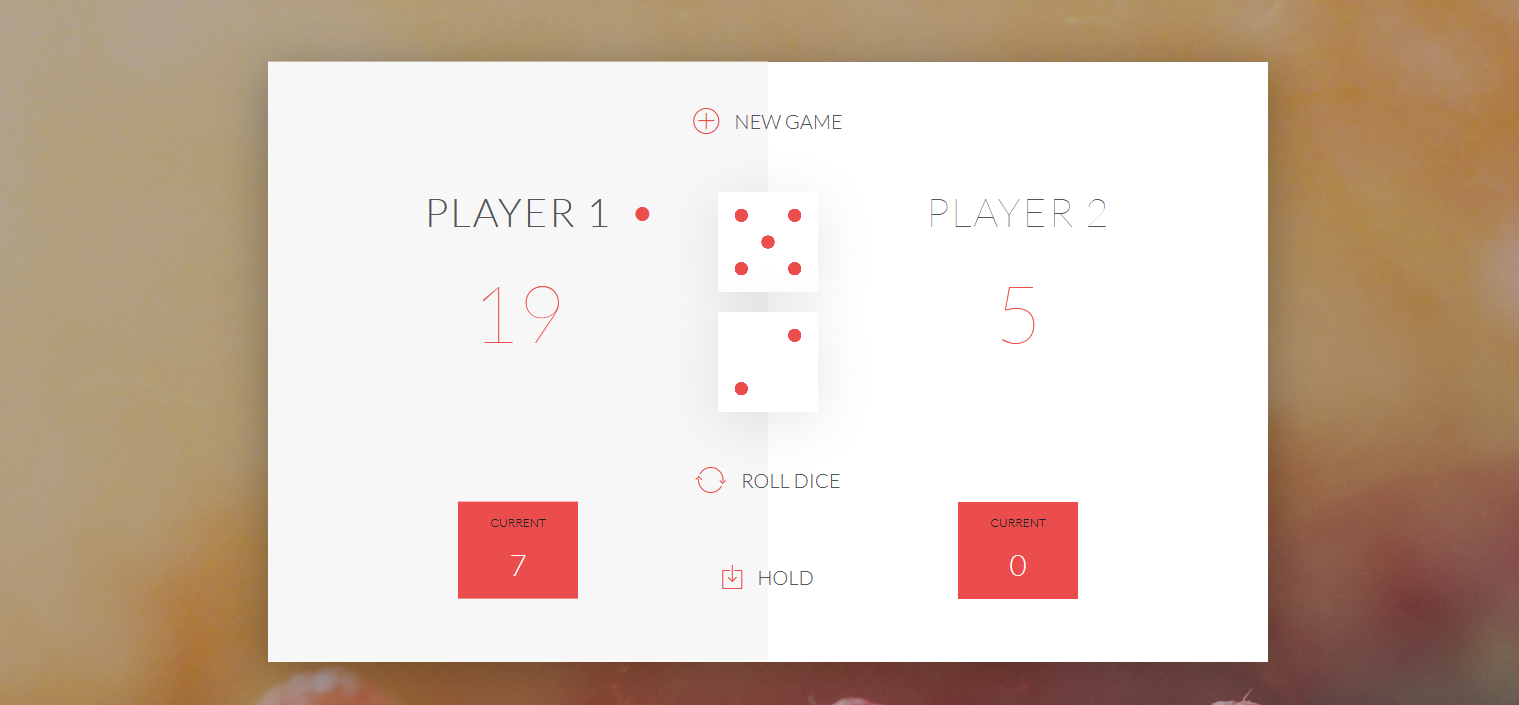 NEW GAME
PLAYER 1
19
PLAYER 2
5
ROLL DICE
CURRENT
7
HOLD
CURRENT
0